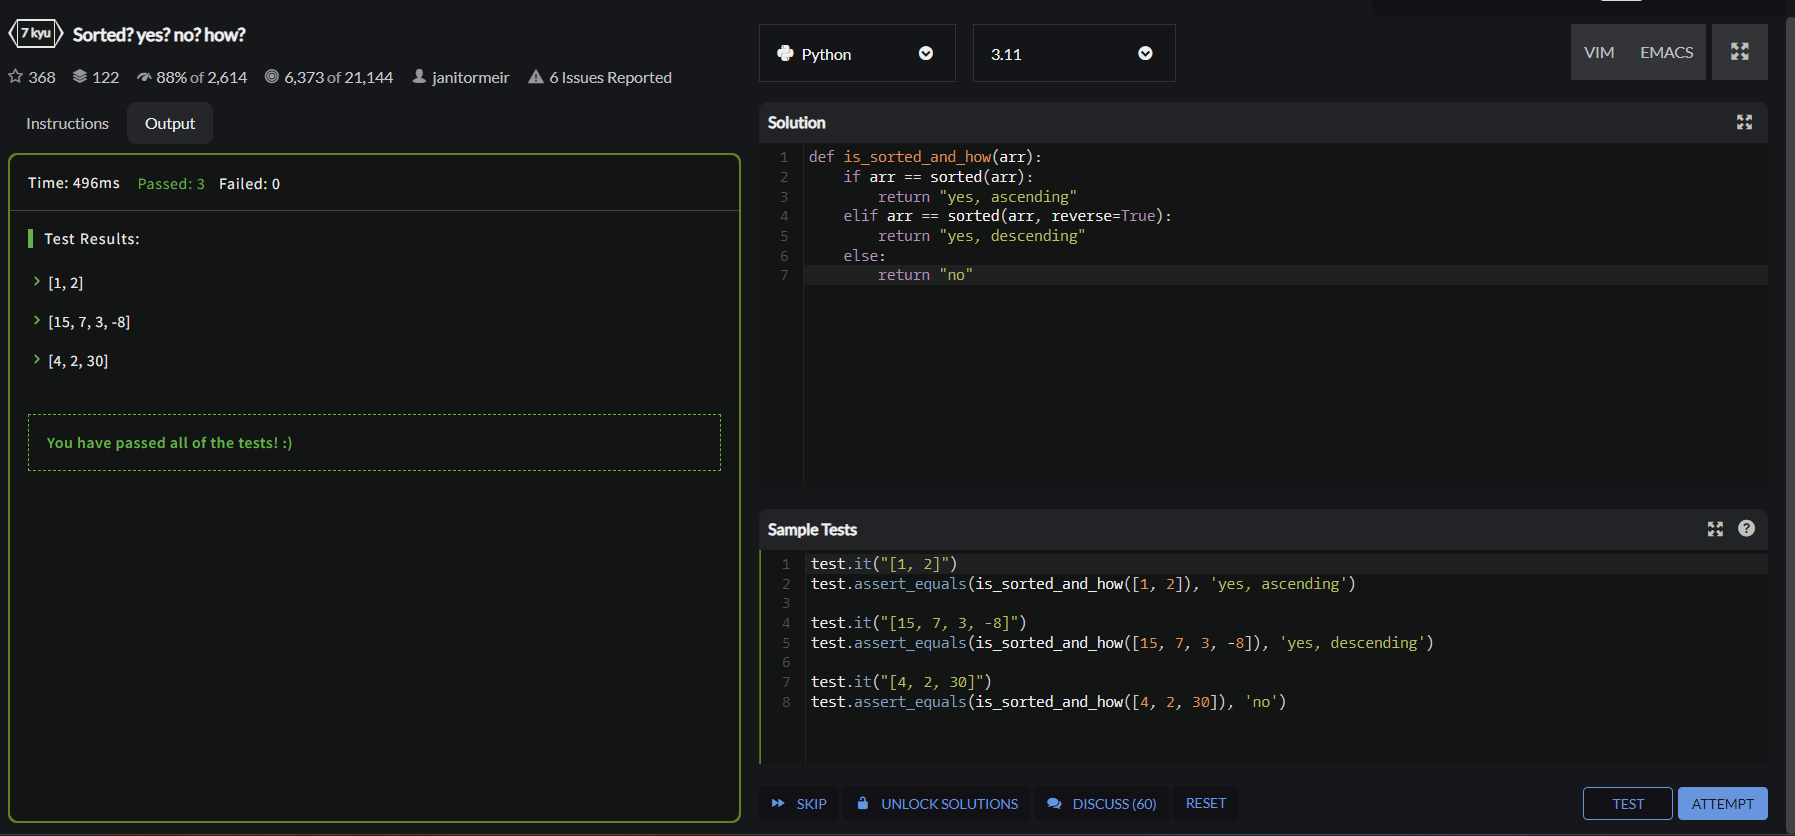 7 kyu Sorted? yes? no? how?
368 122 88% of 2,614 6,373 of 21,144 janitormeir 6 Issues Reported
Instructions Output
Time: 496ms Passed: 3 Failed: 0
Test Results:
[1, 2]
[15, 7, 3, -8]
[4, 2, 30]
You have passed all of the tests! :)
Python 3.11 VIM EMACS
Solution
1 def is_sorted_and_how(arr):
2     if arr == sorted(arr):
3         return "yes, ascending"
4     elif arr == sorted(arr, reverse=True):
5         return "yes, descending"
6     else:
7         return "no"
Sample Tests ?
1 test.it("[1, 2]")
2 test.assert_equals(is_sorted_and_how([1, 2]), 'yes, ascending')
3
4 test.it("[15, 7, 3, -8]")
5 test.assert_equals(is_sorted_and_how([15, 7, 3, -8]), 'yes, descending')
6
7 test.it("[4, 2, 30]")
8 test.assert_equals(is_sorted_and_how([4, 2, 30]), 'no')
SKIP UNLOCK SOLUTIONS DISCUSS (60) RESET TEST ATTEMPT